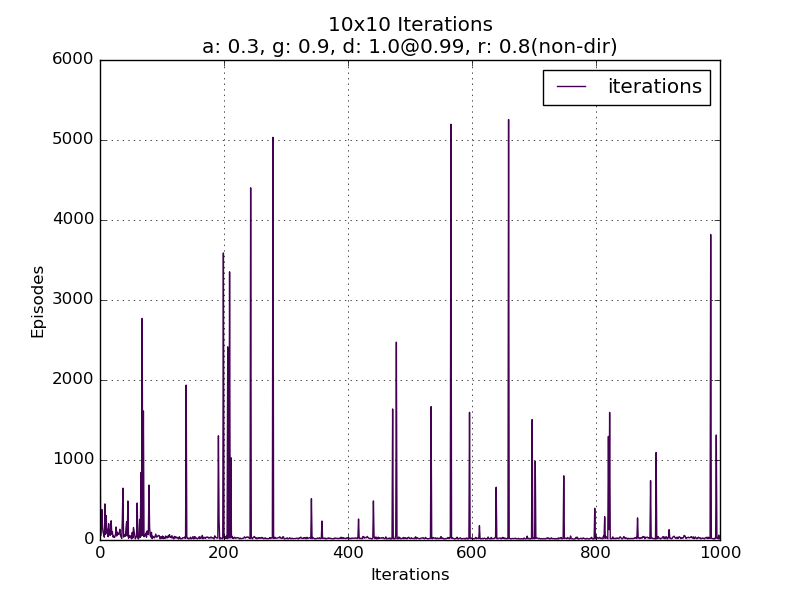 10x10 Iterations
a: 0.3, g: 0.9, d: 1.0@0.99, r: 0.8(non-dir)
6000
iterations
5000
4000
3000
Episodes
2000
1000
0
0 200 400 600 800 1000
Iterations